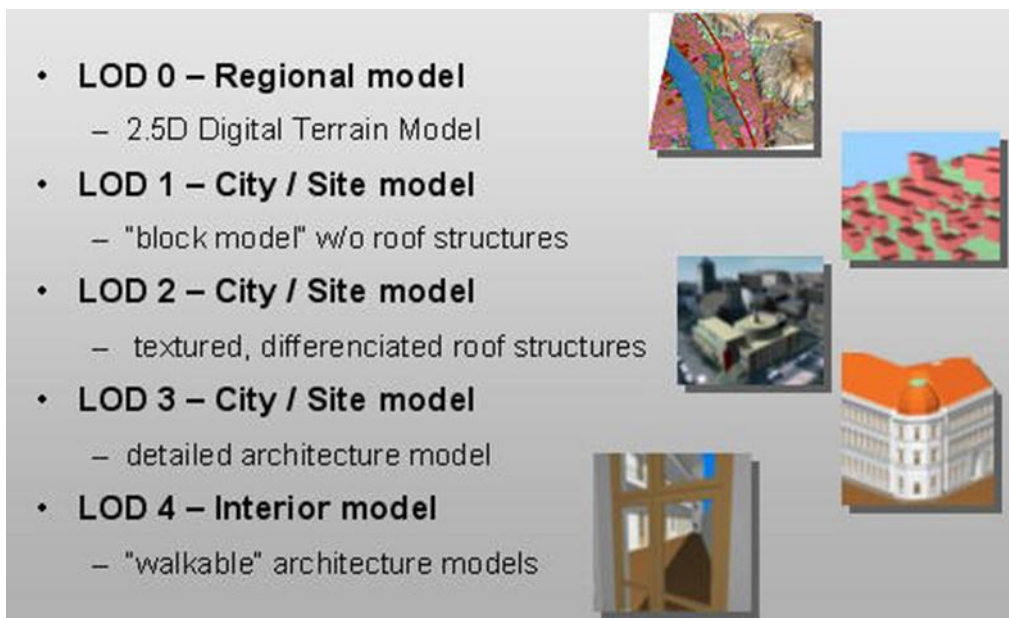 • LOD 0 – Regional model
– 2.5D Digital Terrain Model
• LOD 1 – City / Site model
– "block model" w/o roof structures
• LOD 2 – City / Site model
– textured, differenciated roof structures
• LOD 3 – City / Site model
– detailed architecture model
• LOD 4 – Interior model
– "walkable" architecture models